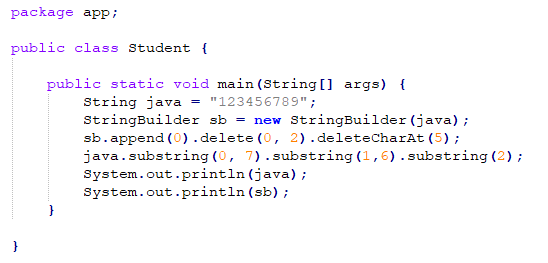 package app;
public class Student {
public static void main(String[] args) {
String java = "123456789";
StringBuilder sb = new StringBuilder(java);
sb.append(0).delete(0, 2).deleteCharAt(5);
java.substring(0, 7).substring(1,6).substring(2);
System.out.println(java);
System.out.println(sb);
}
}